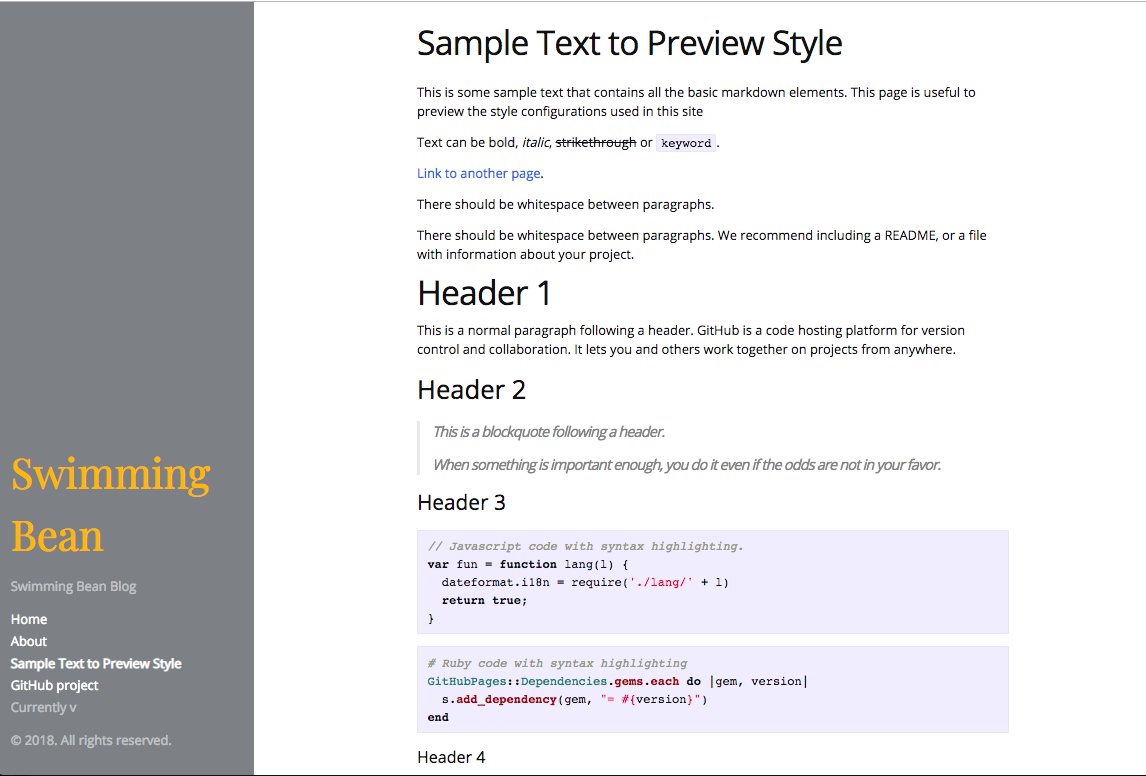 Swimming
Bean
Swimming Bean Blog
Home
About
Sample Text to Preview Style
GitHub project
Currently v
© 2018. All rights reserved.
Sample Text to Preview Style
This is some sample text that contains all the basic markdown elements. This page is useful to
preview the style configurations used in this site
Text can be bold, italic, strikethrough or keyword.
Link to another page.
There should be whitespace between paragraphs.
There should be whitespace between paragraphs. We recommend including a README, or a file
with information about your project.
Header 1
This is a normal paragraph following a header. GitHub is a code hosting platform for version
control and collaboration. It lets you and others work together on projects from anywhere.
Header 2
This is a blockquote following a header.
When something is important enough, you do it even if the odds are not in your favor.
Header 3
// Javascript code with syntax highlighting.
var fun = function lang(l) {
  dateformat.i18n = require('./lang/' + l)
  return true;
}
# Ruby code with syntax highlighting
GitHubPages::Dependencies.gems.each do |gem, version|
  s.add_dependency(gem, "= #{version}")
end
Header 4